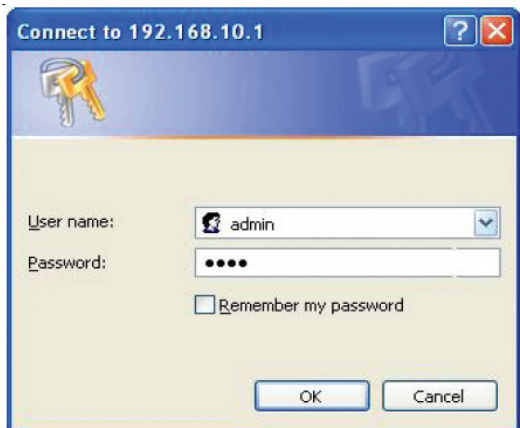 Connect to 192.168.10.1
User name:
admin
Password:
••••
Remember my password
OK
Cancel